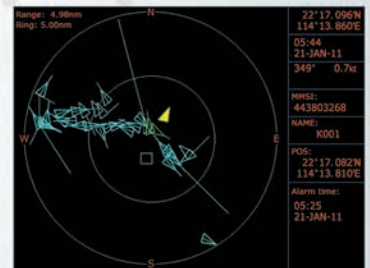 Range: 4.98nm
Ring: 5.00nm
N
W
E
S
22°17.096'N
114°13.860'E
05:44
21-JAN-11
349° 0.7kt
MMSI:
443803268
NAME:
K001
POS:
22°17.082'N
114°13.810'E
Alarm time:
05:25
21-JAN-11